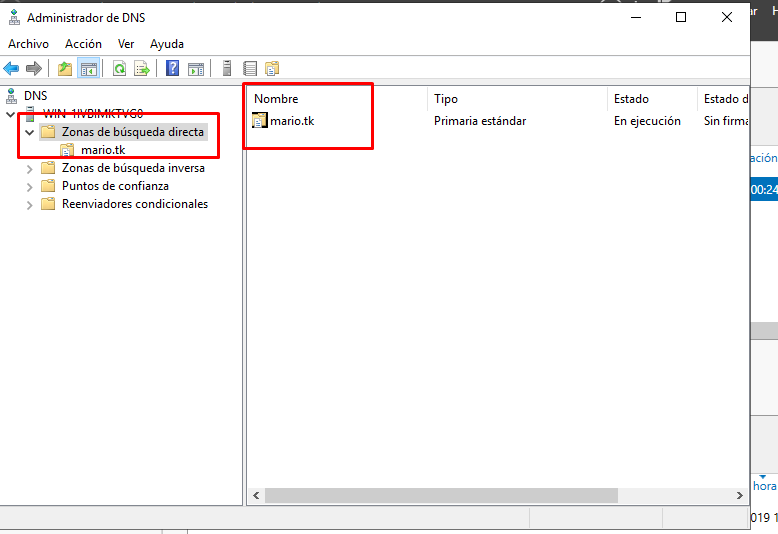 Administrador de DNS
Archivo Acción Ver Ayuda
DNS
Zonas de búsqueda directa
mario.tk
Zonas de búsqueda inversa
Puntos de confianza
Reenviadores condicionales
Nombre Tipo Estado Estado d
mario.tk Primaria estándar En ejecución Sin firma
ar H
ación
00:24
hora
019 1